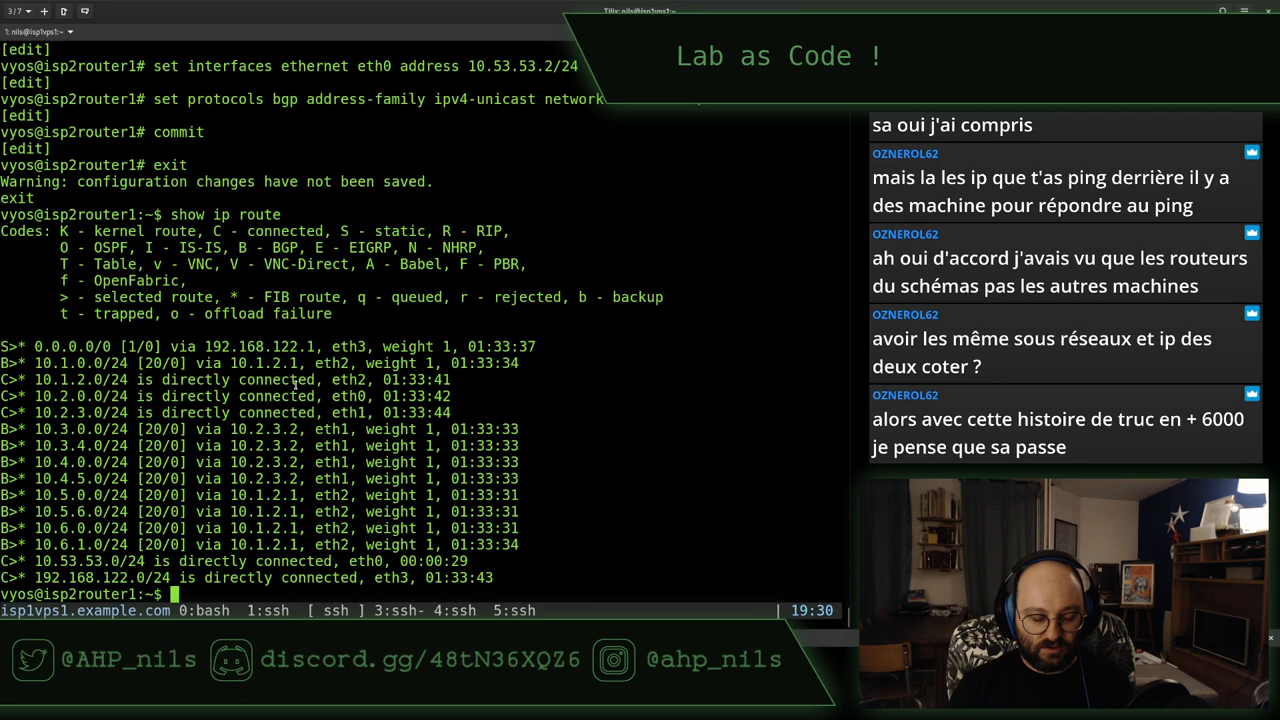 3/7
Tilix: nils@isp1vps1:~
1: nils@isp1vps1:~
[edit]
vyos@isp2router1# set interfaces ethernet eth0 address 10.53.53.2/24
[edit]
vyos@isp2router1# set protocols bgp address-family ipv4-unicast network
[edit]
vyos@isp2router1# commit
[edit]
vyos@isp2router1# exit
Warning: configuration changes have not been saved.
exit
vyos@isp2router1:~$ show ip route
Codes: K - kernel route, C - connected, S - static, R - RIP,
O - OSPF, I - IS-IS, B - BGP, E - EIGRP, N - NHRP,
T - Table, v - VNC, V - VNC-Direct, A - Babel, F - PBR,
f - OpenFabric,
> - selected route, * - FIB route, q - queued, r - rejected, b - backup
t - trapped, o - offload failure
S>* 0.0.0.0/0 [1/0] via 192.168.122.1, eth3, weight 1, 01:33:37
B>* 10.1.0.0/24 [20/0] via 10.1.2.1, eth2, weight 1, 01:33:34
C>* 10.1.2.0/24 is directly connected, eth2, 01:33:41
C>* 10.2.0.0/24 is directly connected, eth0, 01:33:42
C>* 10.2.3.0/24 is directly connected, eth1, 01:33:44
B>* 10.3.0.0/24 [20/0] via 10.2.3.2, eth1, weight 1, 01:33:33
B>* 10.3.4.0/24 [20/0] via 10.2.3.2, eth1, weight 1, 01:33:33
B>* 10.4.0.0/24 [20/0] via 10.2.3.2, eth1, weight 1, 01:33:33
B>* 10.4.5.0/24 [20/0] via 10.2.3.2, eth1, weight 1, 01:33:33
B>* 10.5.0.0/24 [20/0] via 10.1.2.1, eth2, weight 1, 01:33:31
B>* 10.5.6.0/24 [20/0] via 10.1.2.1, eth2, weight 1, 01:33:31
B>* 10.6.0.0/24 [20/0] via 10.1.2.1, eth2, weight 1, 01:33:31
B>* 10.6.1.0/24 [20/0] via 10.1.2.1, eth2, weight 1, 01:33:34
C>* 10.53.53.0/24 is directly connected, eth0, 00:00:29
C>* 192.168.122.0/24 is directly connected, eth3, 01:33:43
vyos@isp2router1:~$
isp1vps1.example.com 0:bash 1:ssh [ ssh ] 3:ssh- 4:ssh 5:ssh | 19:30
Lab as Code !
sa oui j'ai compris
OZNEROL62
mais la les ip que t'as ping derrière il y a
des machine pour répondre au ping
OZNEROL62
ah oui d'accord j'avais vu que les routeurs
du schémas pas les autres machines
OZNEROL62
avoir les même sous réseaux et ip des
deux coter ?
OZNEROL62
alors avec cette histoire de truc en + 6000
je pense que sa passe
@AHP_nils discord.gg/48tN36XQZ6 @ahp_nils